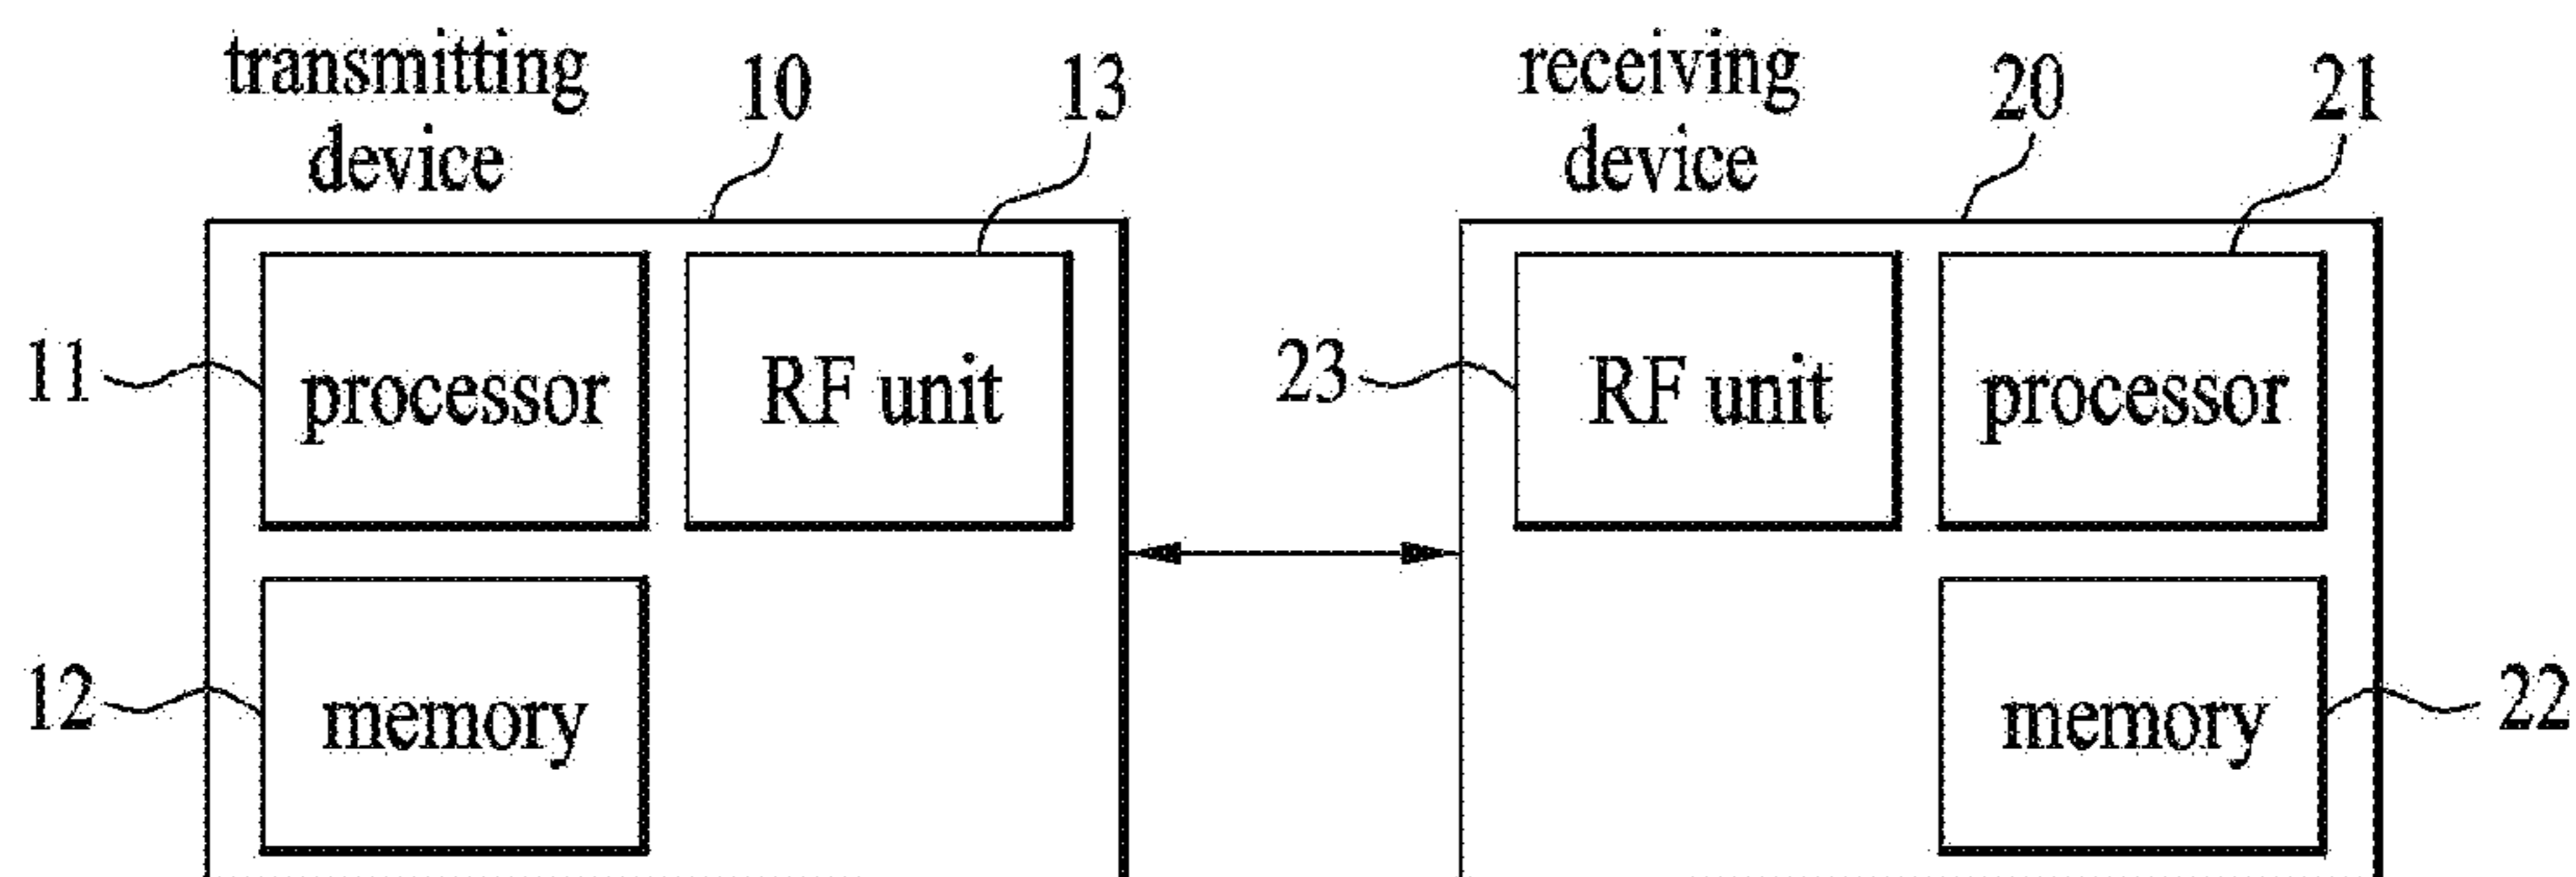 transmitting
device
10
13
receiving
device
20
21
11
processor
RF unit
23
RF unit
processor
12
memory
memory
22